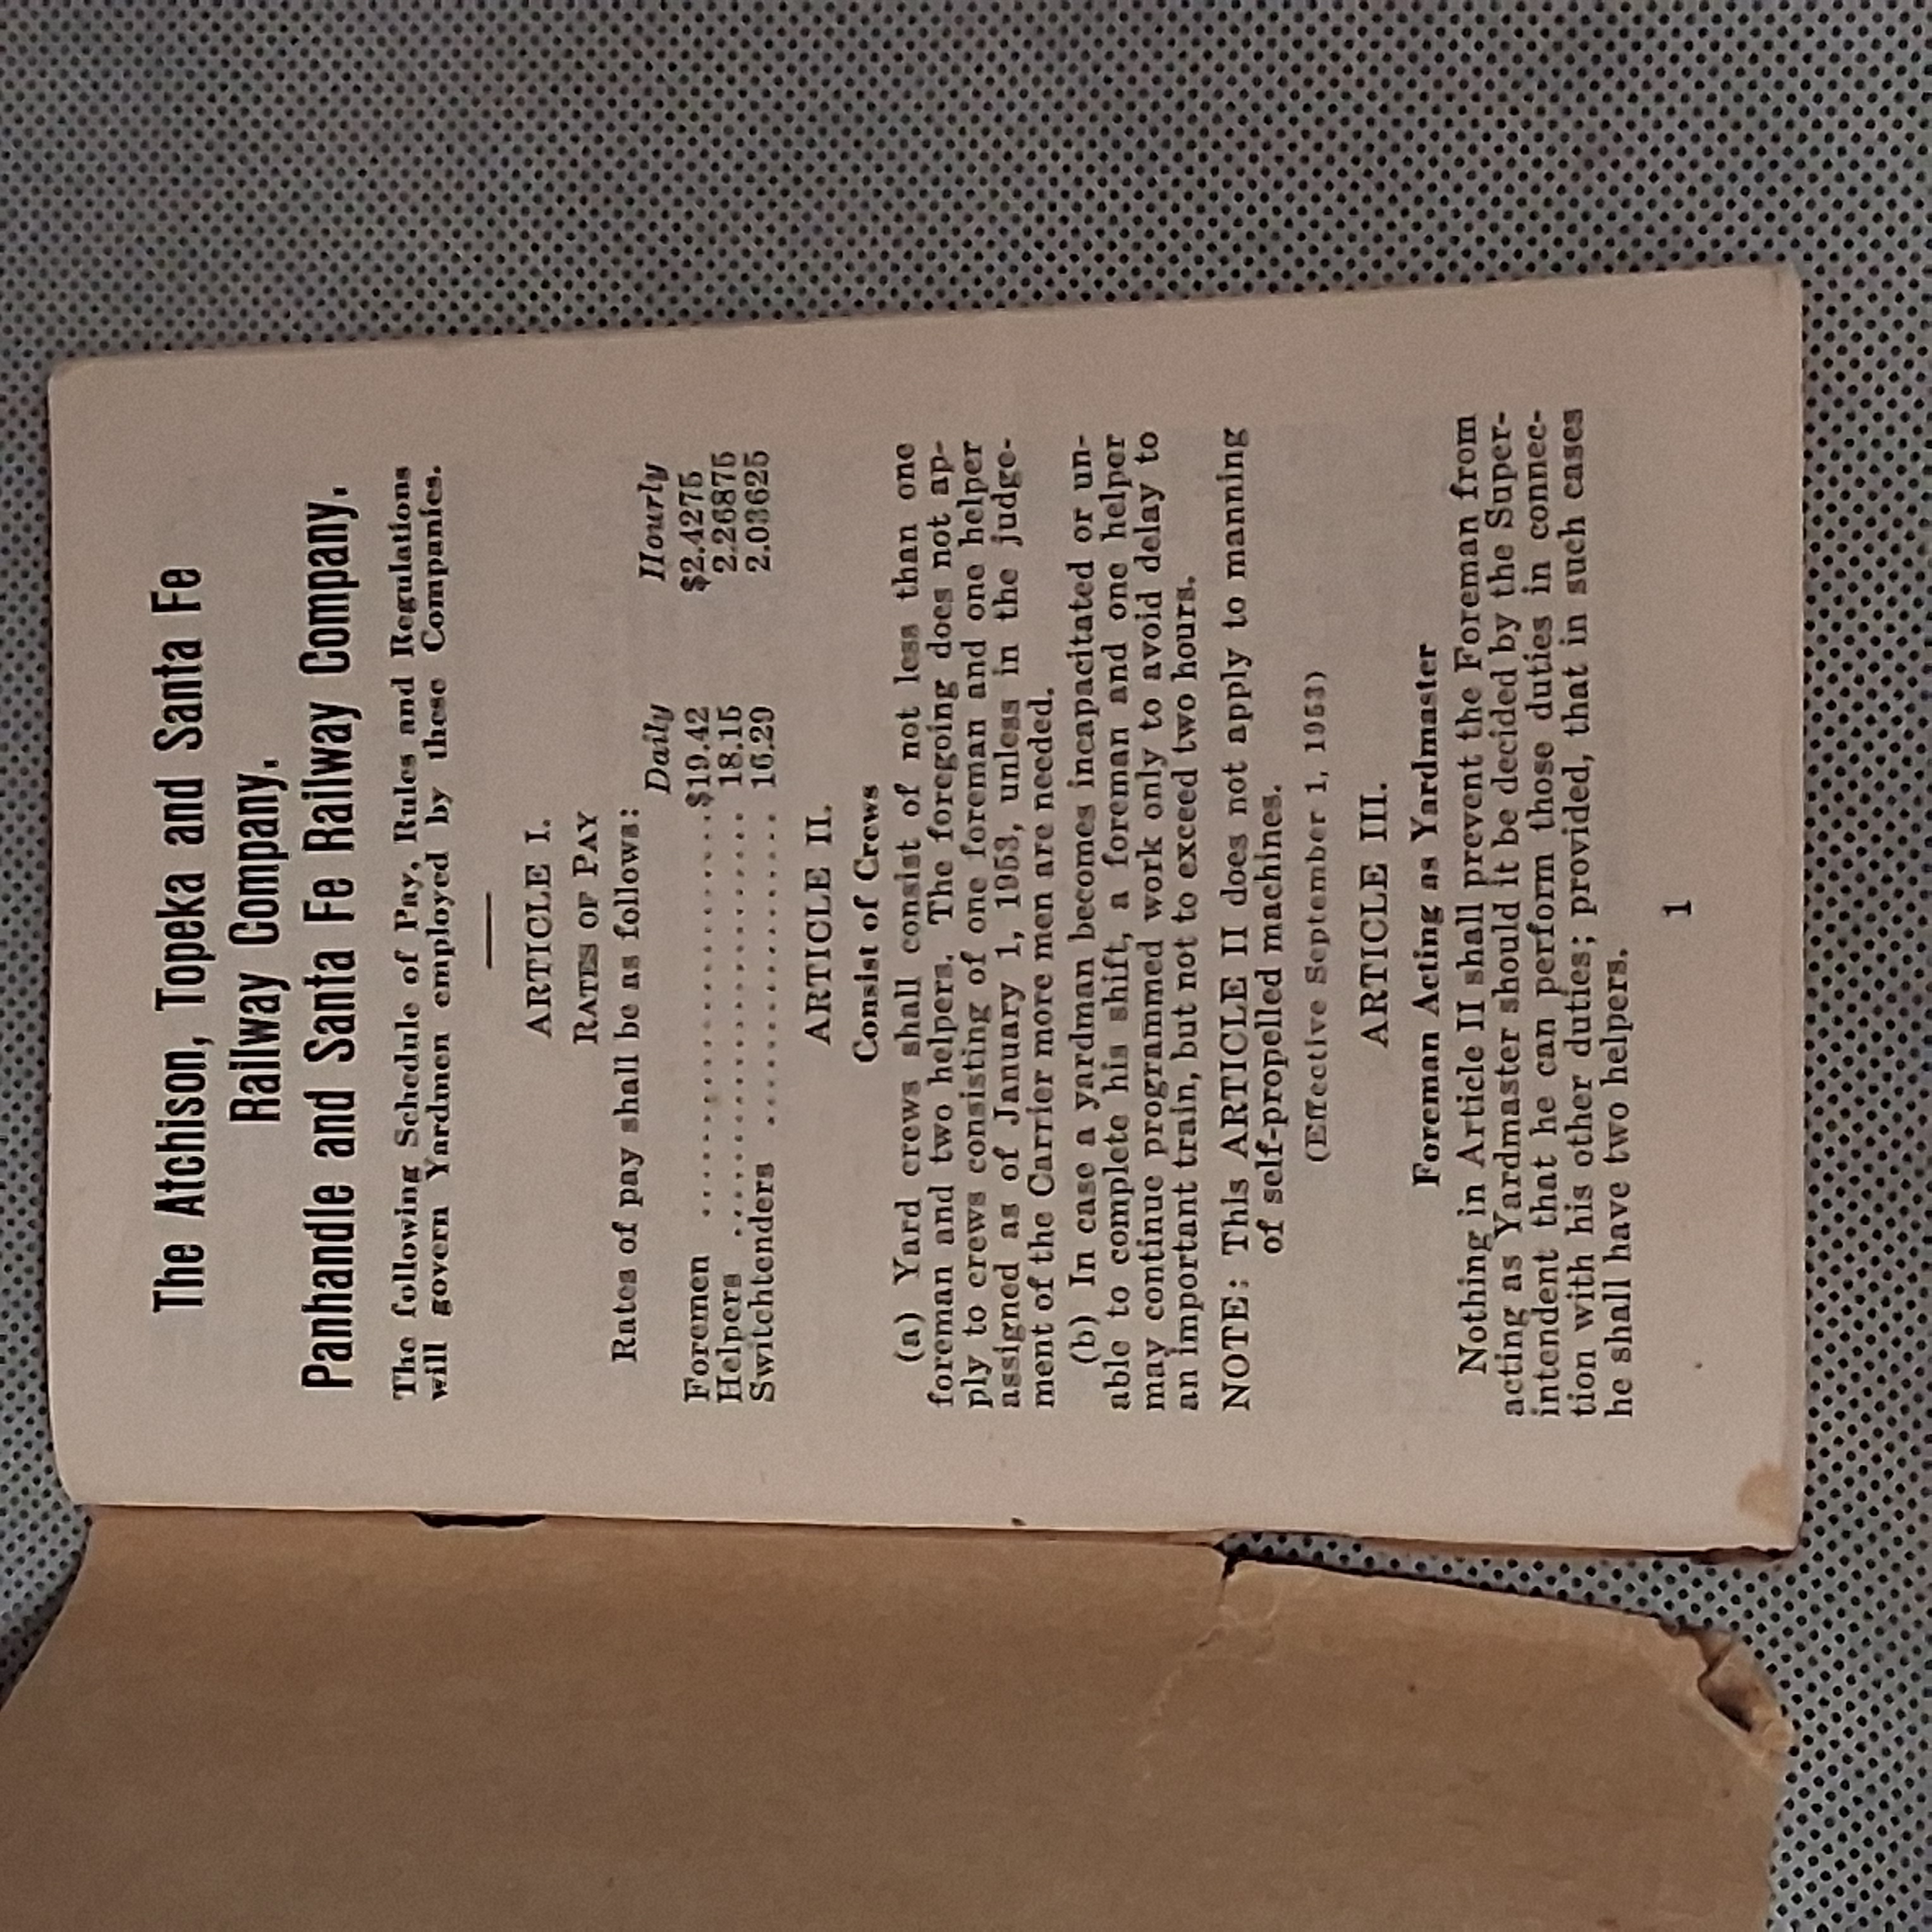 The Atchison, Topeka and Santa Fe
Railway Company.
Panhandle and Santa Fe Railway Company.
The following Schedule of Pay, Rules and Regulations
will govern Yardmen employed by these Companies.
ARTICLE I.
RATES OF PAY
Rates of pay shall be as follows:
Daily Hourly
Foremen ........................ $19.42 $2.4275
Helpers ........................ 18.15 2.26875
Switchtenders .................... 16.29 2.03625
ARTICLE II.
Consist of Crews
(a) Yard crews shall consist of not less than one
foreman and two helpers. The foregoing does not ap-
ply to crews consisting of one foreman and one helper
assigned as of January 1, 1953, unless in the judge-
ment of the Carrier more men are needed.
(b) In case a yardman becomes incapacitated or un-
able to complete his shift, a foreman and one helper
may continue programmed work only to avoid delay to
an important train, but not to exceed two hours.
NOTE: This ARTICLE II does not apply to manning
of self-propelled machines.
(Effective September 1, 1953)
ARTICLE III.
Foreman Acting as Yardmaster
Nothing in Article II shall prevent the Foreman from
acting as Yardmaster should it be decided by the Super-
intendent that he can perform those duties in connec-
tion with his other duties; provided, that in such cases
he shall have two helpers.
1